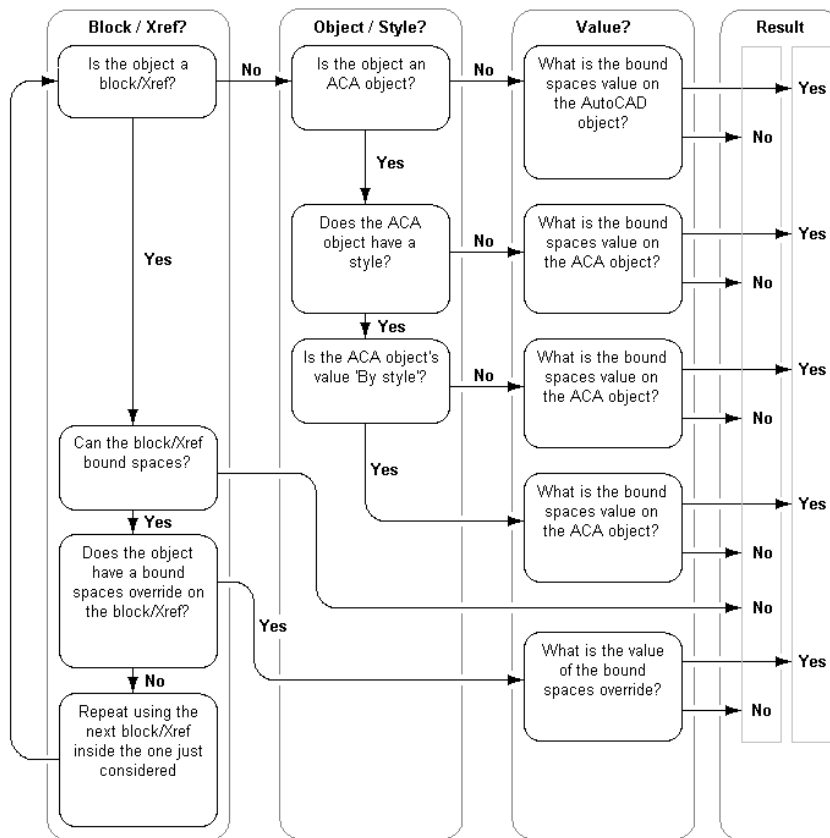 Block / Xref?
Object / Style?
Value?
Result
Is the object a
block/Xref?
No
Is the object an
ACA object?
No
What is the bound
spaces value on
the AutoCAD
object?
Yes
No
Yes
Does the ACA
object have a
style?
No
What is the bound
spaces value on
the ACA object?
Yes
No
Yes
Yes
Is the ACA object's
value 'By style'?
No
What is the bound
spaces value on
the ACA object?
Yes
No
Can the block/Xref
bound spaces?
Yes
What is the bound
spaces value on
the ACA object?
Yes
No
Yes
Does the object
have a bound
spaces override on
the block/Xref?
Yes
No
What is the value
of the bound
spaces override?
Yes
No
No
Repeat using the
next block/Xref
inside the one just
considered